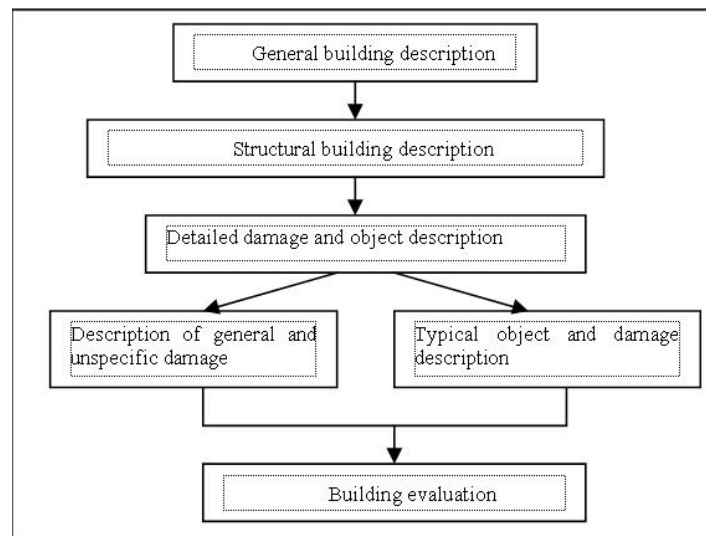 General building description
Structural building description
Detailed damage and object description
Description of general and
unspecific damage
Typical object and damage
description
Building evaluation